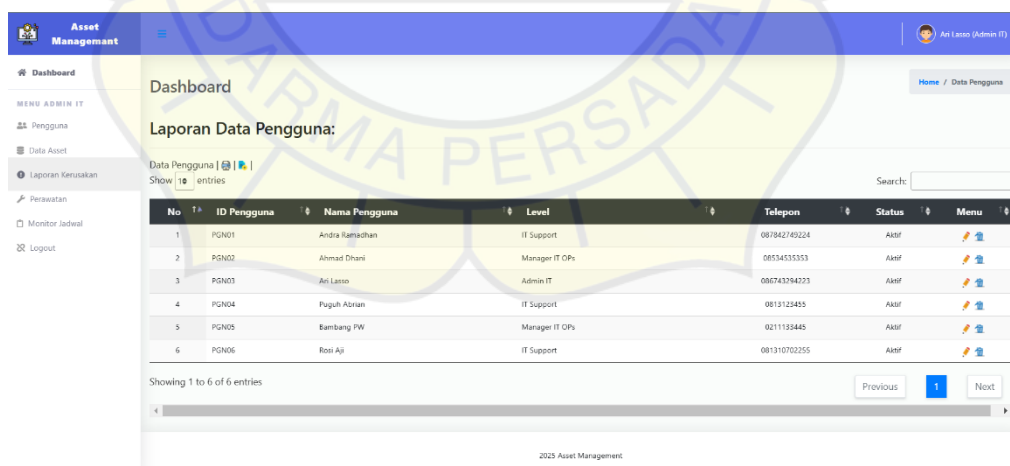 Asset
Managemant
Ari Lasso (Admin IT)
Dashboard
MENU ADMIN IT
Pengguna
Data Asset
Laporan Kerusakan
Perawatan
Monitor Jadwal
Logout
Dashboard
Home / Data Pengguna
Laporan Data Pengguna:
DARMA PERSADA
Data Pengguna | | |
Show 10 entries
Search:
No ID Pengguna Nama Pengguna Level Telepon Status Menu
1 PGN01 Andra Ramadhan IT Support 087842749224 Aktif
2 PGN02 Ahmad Dhani Manager IT OPs 08534535353 Aktif
3 PGN03 Ari Lasso Admin IT 086743294223 Aktif
4 PGN04 Puguh Abrian IT Support 0813123455 Aktif
5 PGN05 Bambang PW Manager IT OPs 0211133445 Aktif
6 PGN06 Rosi Aji IT Support 081310702255 Aktif
Showing 1 to 6 of 6 entries
Previous 1 Next
2025 Asset Management